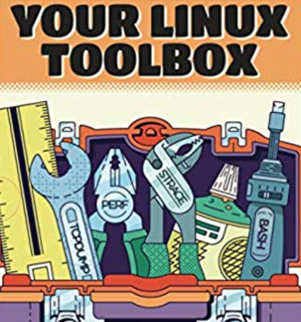 YOUR LINUX
TOOLBOX
TCPDUMP
PERF
STRACE
BASH